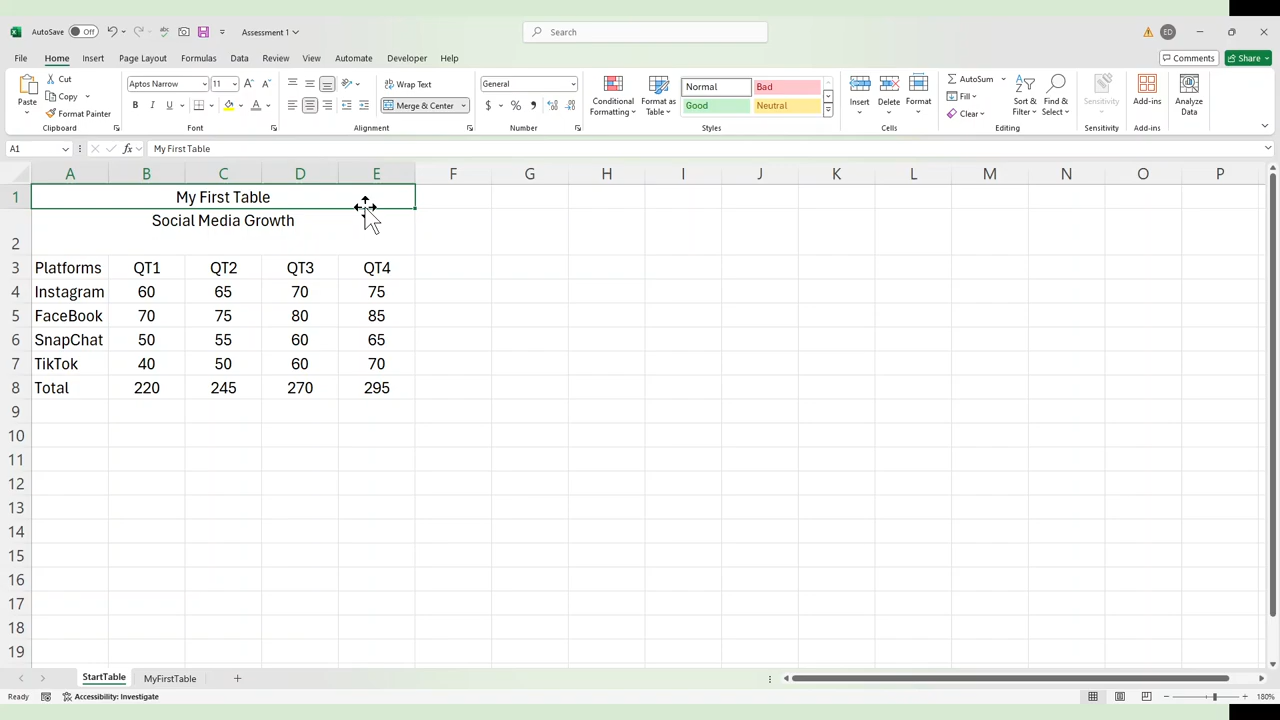 AutoSave Off Assessment 1 Search ED
File Home Insert Page Layout Formulas Data Review View Automate Developer Help Comments Share
Paste Cut Copy Format Painter Clipboard
Aptos Narrow 11 B I U A Font
Wrap Text Merge & Center Alignment
General $ % , Number
Conditional Formatting Format as Table Normal Bad Good Neutral Styles
Insert Delete Format Cells
AutoSum Fill Clear Sort & Filter Find & Select Editing
Sensitivity Sensitivity
Add-ins Add-ins
Analyze Data
A1 fx My First Table
A B C D E F G H I J K L M N O P
1 My First Table
2 Social Media Growth
3 Platforms QT1 QT2 QT3 QT4
4 Instagram 60 65 70 75
5 FaceBook 70 75 80 85
6 SnapChat 50 55 60 65
7 TikTok 40 50 60 70
8 Total 220 245 270 295
9
10
11
12
13
14
15
16
17
18
19
StartTable MyFirstTable
Ready Accessibility: Investigate 180%